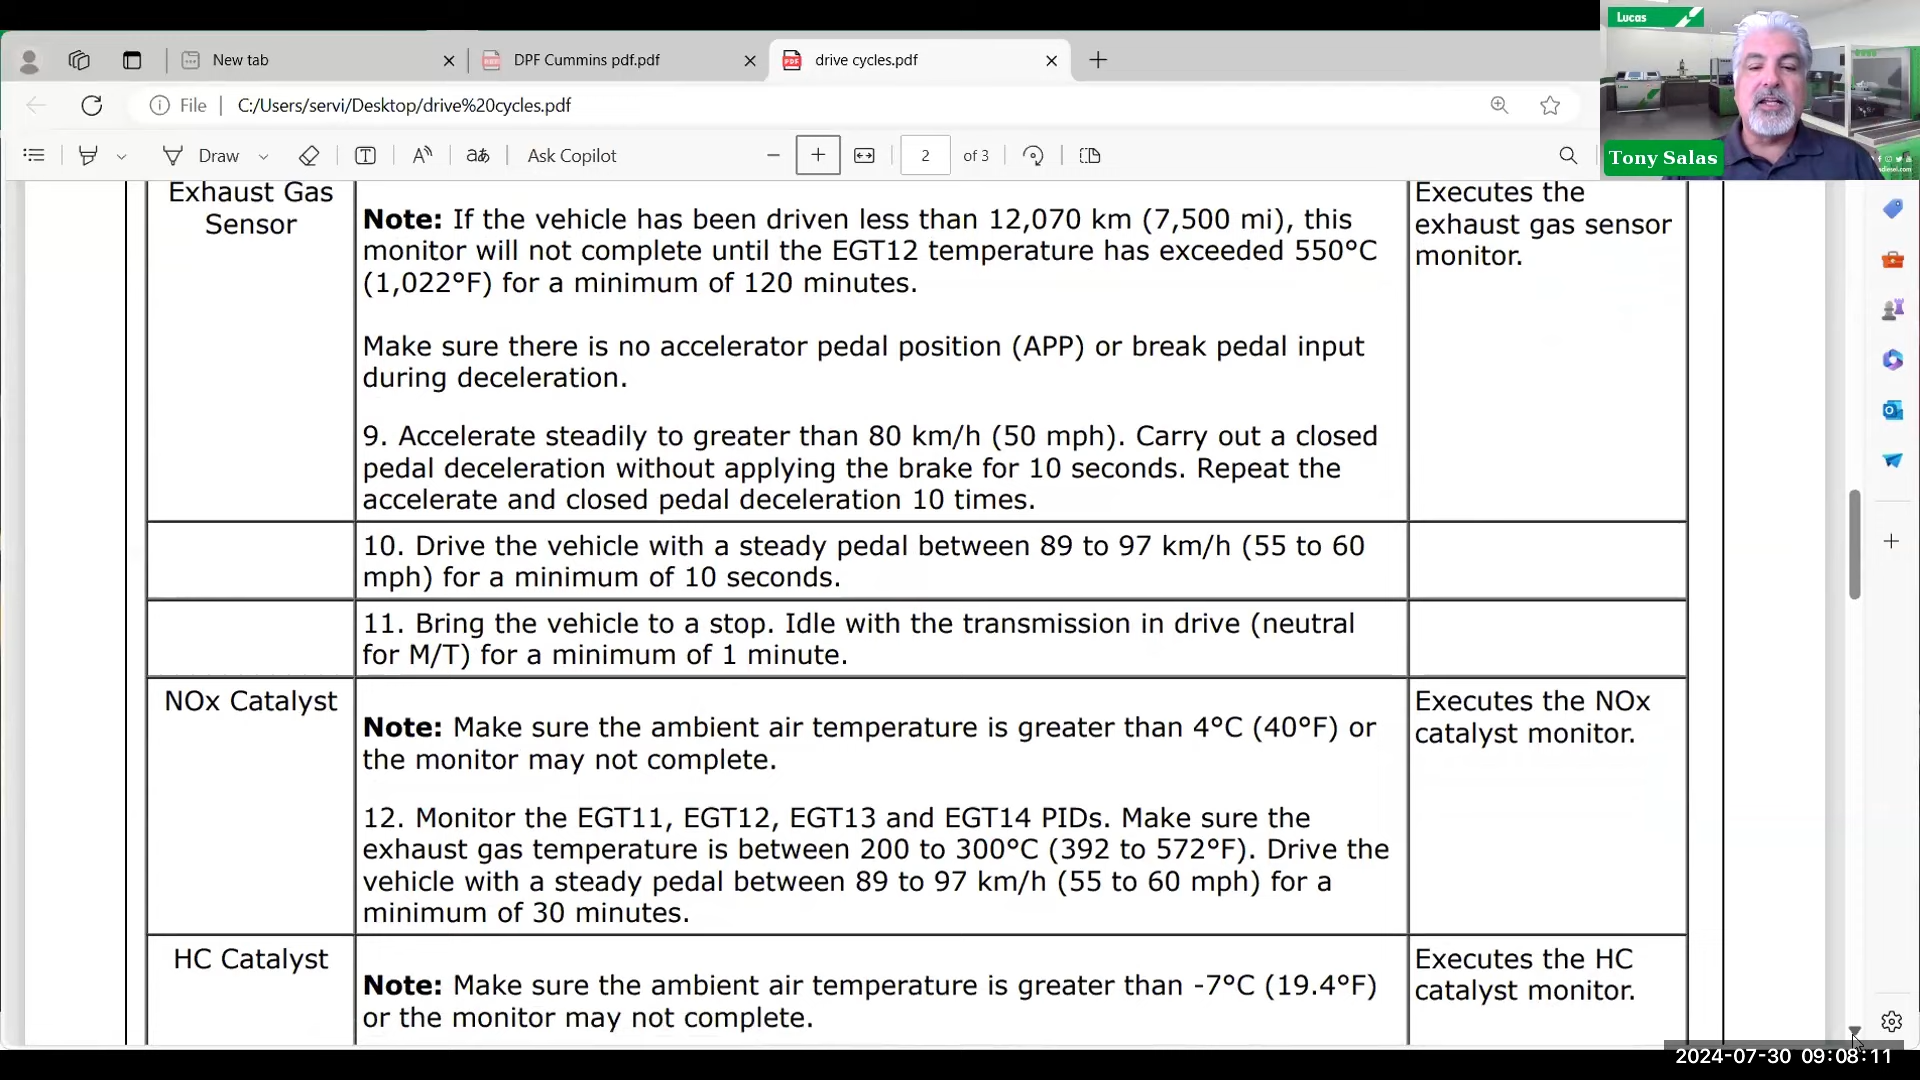 New tab
DPF Cummins pdf.pdf
drive cycles.pdf
File
C:/Users/servi/Desktop/drive%20cycles.pdf
Draw
Ask Copilot
2
of 3
Lucas
Tony Salas
Exhaust Gas
Sensor
Note: If the vehicle has been driven less than 12,070 km (7,500 mi), this
monitor will not complete until the EGT12 temperature has exceeded 550°C
(1,022°F) for a minimum of 120 minutes.
Make sure there is no accelerator pedal position (APP) or break pedal input
during deceleration.
9. Accelerate steadily to greater than 80 km/h (50 mph). Carry out a closed
pedal deceleration without applying the brake for 10 seconds. Repeat the
accelerate and closed pedal deceleration 10 times.
Executes the
exhaust gas sensor
monitor.
10. Drive the vehicle with a steady pedal between 89 to 97 km/h (55 to 60
mph) for a minimum of 10 seconds.
11. Bring the vehicle to a stop. Idle with the transmission in drive (neutral
for M/T) for a minimum of 1 minute.
NOx Catalyst
Note: Make sure the ambient air temperature is greater than 4°C (40°F) or
the monitor may not complete.
12. Monitor the EGT11, EGT12, EGT13 and EGT14 PIDs. Make sure the
exhaust gas temperature is between 200 to 300°C (392 to 572°F). Drive the
vehicle with a steady pedal between 89 to 97 km/h (55 to 60 mph) for a
minimum of 30 minutes.
Executes the NOx
catalyst monitor.
HC Catalyst
Note: Make sure the ambient air temperature is greater than -7°C (19.4°F)
or the monitor may not complete.
Executes the HC
catalyst monitor.
2024-07-30 09:08:11